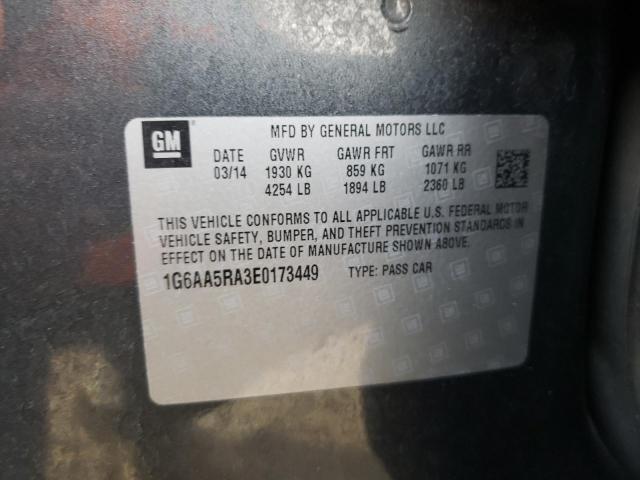 GM
MFD BY GENERAL MOTORS LLC
DATE GVWR GAWR FRT GAWR RR
03/14 1930 KG 859 KG 1071 KG
4254 LB 1894 LB 2360 LB
THIS VEHICLE CONFORMS TO ALL APPLICABLE U.S. FEDERAL MOTOR
VEHICLE SAFETY, BUMPER, AND THEFT PREVENTION STANDARDS IN
EFFECT ON THE DATE OF MANUFACTURE SHOWN ABOVE.
1G6AA5RA3E0173449 TYPE: PASS CAR